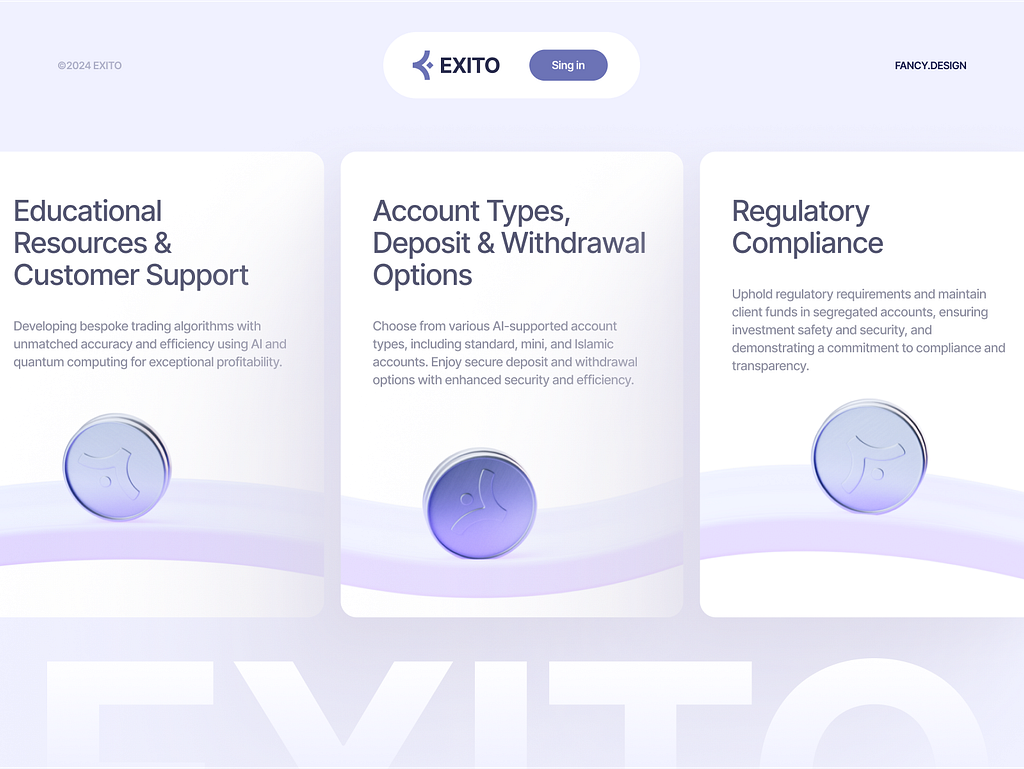 ©2024 EXITO
EXITO
Sing in
FANCY.DESIGN
Educational
Resources &
Customer Support
Developing bespoke trading algorithms with
unmatched accuracy and efficiency using AI and
quantum computing for exceptional profitability.
Account Types,
Deposit & Withdrawal
Options
Choose from various AI-supported account
types, including standard, mini, and Islamic
accounts. Enjoy secure deposit and withdrawal
options with enhanced security and efficiency.
Regulatory
Compliance
Uphold regulatory requirements and maintain
client funds in segregated accounts, ensuring
investment safety and security, and
demonstrating a commitment to compliance and
transparency.
EXITO